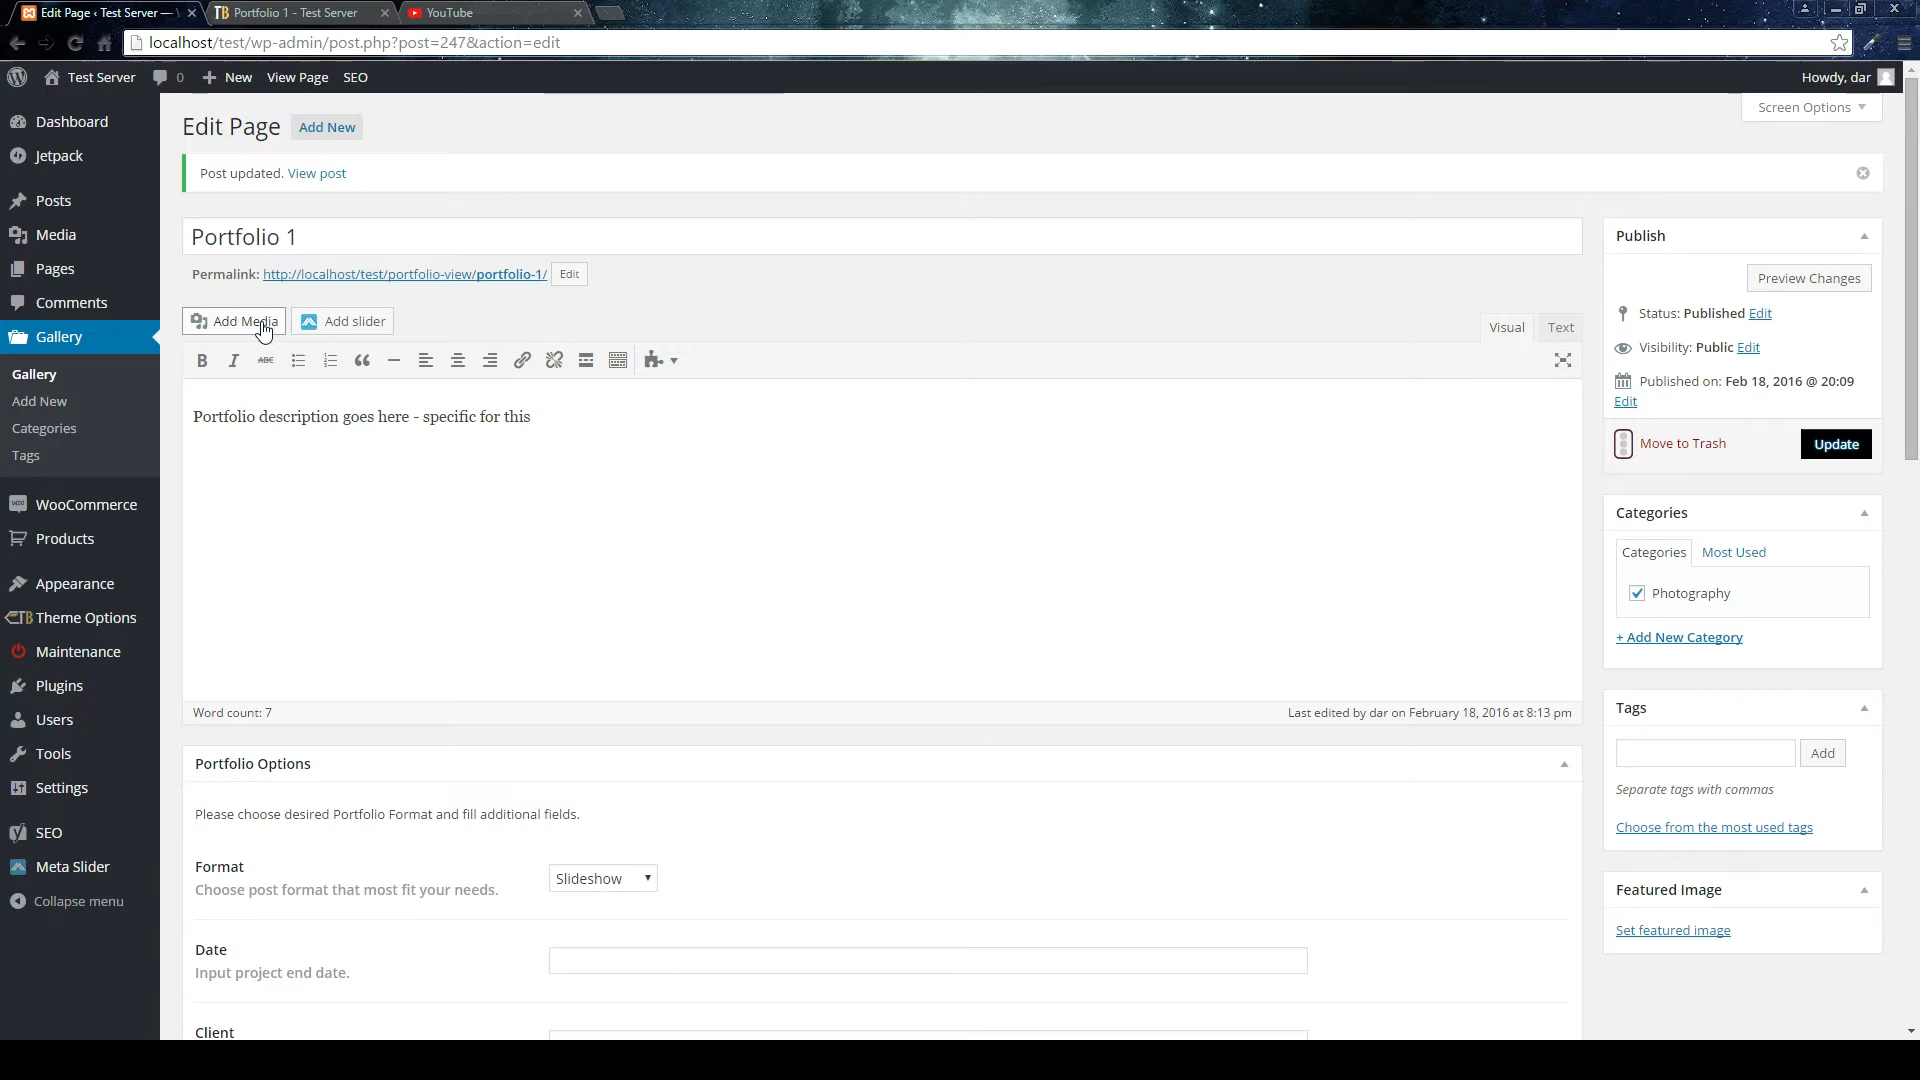 Edit Page ‹ Test Server — \
Portfolio 1 - Test Server
YouTube
localhost/test/wp-admin/post.php?post=247&action=edit
Test Server 0 New View Page SEO Howdy, dar
Screen Options
Dashboard
Jetpack
Posts
Media
Pages
Comments
Gallery
Gallery
Add New
Categories
Tags
WooCommerce
Products
Appearance
Theme Options
Maintenance
Plugins
Users
Tools
Settings
SEO
Meta Slider
Collapse menu
Edit Page Add New
Post updated. View post
Portfolio 1
Permalink: http://localhost/test/portfolio-view/portfolio-1/ Edit
Add Media Add slider
Visual Text
B I ABC
Portfolio description goes here - specific for this
Word count: 7 Last edited by dar on February 18, 2016 at 8:13 pm
Portfolio Options
Please choose desired Portfolio Format and fill additional fields.
Format
Choose post format that most fit your needs.
Slideshow
Date
Input project end date.
Client
Publish
Preview Changes
Status: Published Edit
Visibility: Public Edit
Published on: Feb 18, 2016 @ 20:09
Edit
Move to Trash Update
Categories
Categories Most Used
Photography
+ Add New Category
Tags
Add
Separate tags with commas
Choose from the most used tags
Featured Image
Set featured image